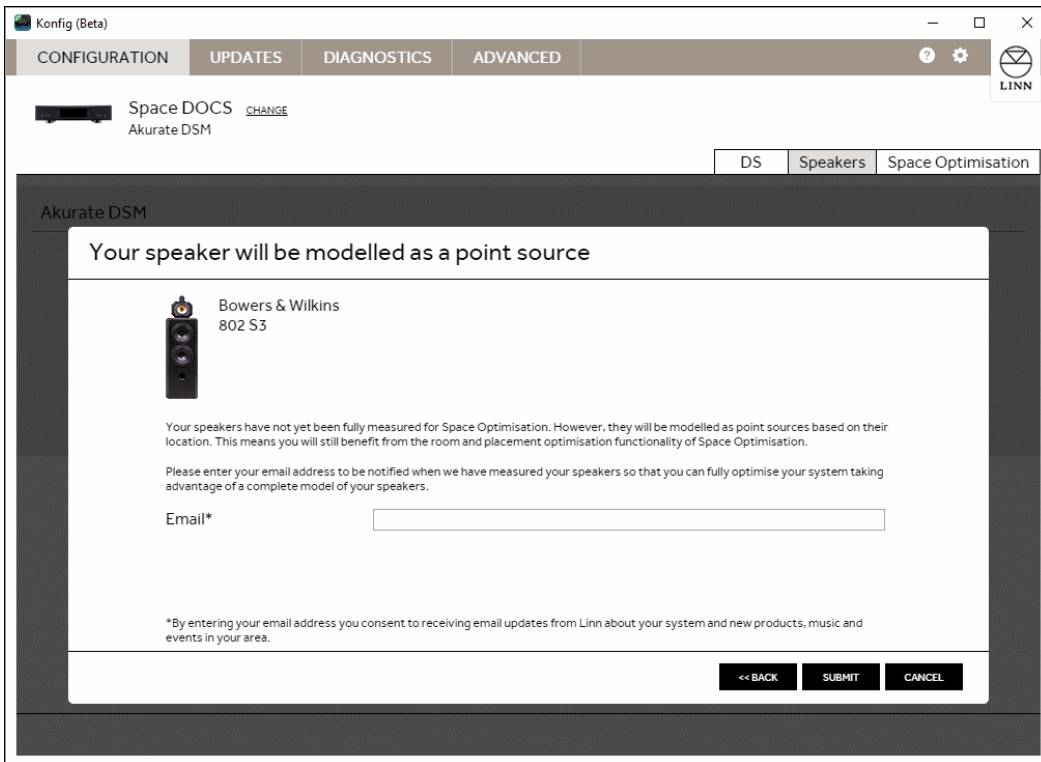 Konfig (Beta)
CONFIGURATION UPDATES DIAGNOSTICS ADVANCED
LINN
Space DOCS CHANGE
Akurate DSM
DS Speakers Space Optimisation
Akurate DSM
Your speaker will be modelled as a point source
Bowers & Wilkins
802 S3
Your speakers have not yet been fully measured for Space Optimisation. However, they will be modelled as point sources based on their
location. This means you will still benefit from the room and placement optimisation functionality of Space Optimisation.
Please enter your email address to be notified when we have measured your speakers so that you can fully optimise your system taking
advantage of a complete model of your speakers.
Email*
*By entering your email address you consent to receiving email updates from Linn about your system and new products, music and
events in your area.
<< BACK SUBMIT CANCEL